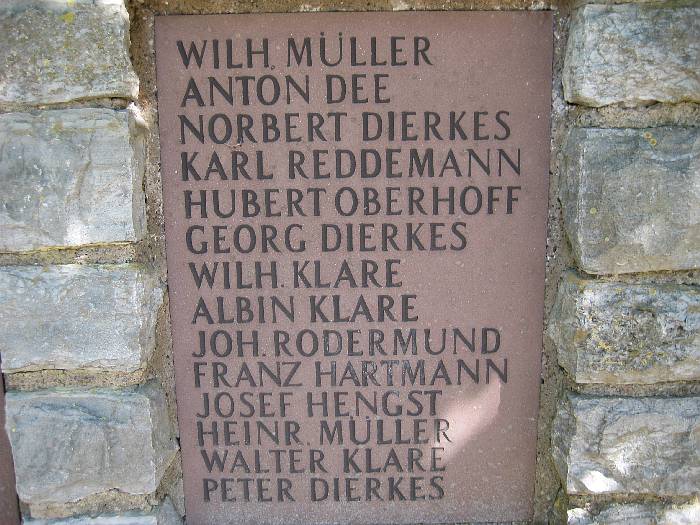 WILH. MÜLLER
ANTON DEE
NORBERT DIERKES
KARL REDDEMANN
HUBERT OBERHOFF
GEORG DIERKES
WILH. KLARE
ALBIN KLARE
JOH. RODERMUND
FRANZ HARTMANN
JOSEF HENGST
HEINR. MÜLLER
WALTER KLARE
PETER DIERKES